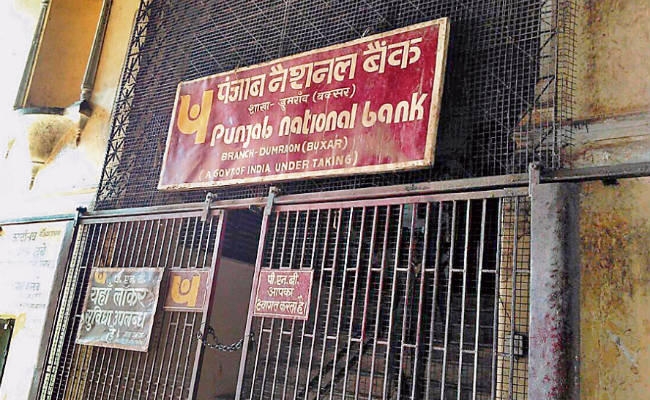 पंजाब नैशनल बैंक
शाखा- डुमराँव (बक्सर)
punjab national bank
BRANCH-DUMRAON (BUXAR)
(A GOVT OF INDIA UNDER TAKING)
यहाँ लॉकर
सुविधा उपलब्ध
है।
पी.एन.बी.
आपका
स्वागत करता है।